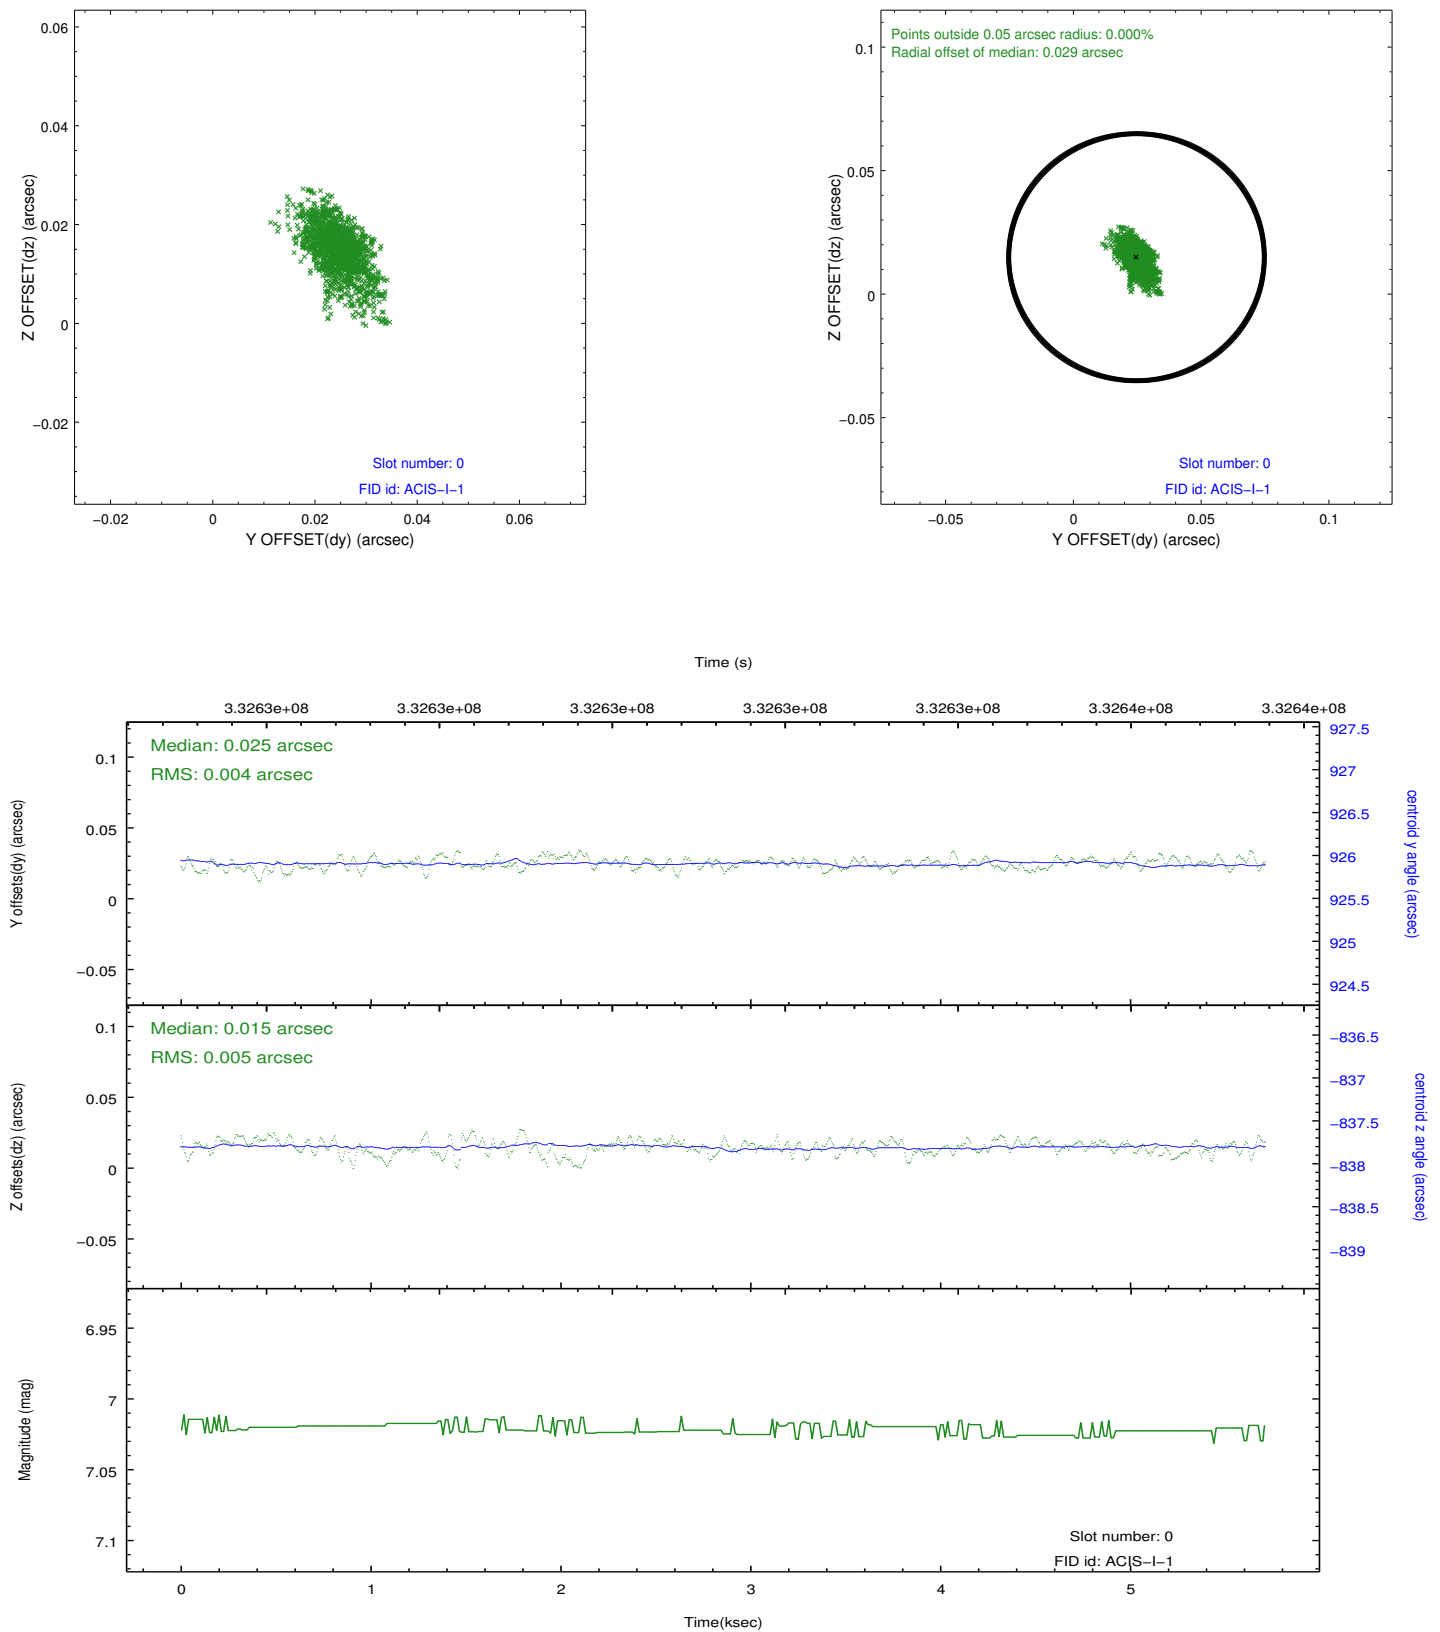 0.06
0.04
0.02
0
−0.02
Z OFFSET(dz) (arcsec)
Slot number: 0
FID id: ACIS−I−1
−0.02
0
0.02
0.04
0.06
Y OFFSET(dy) (arcsec)
Points outside 0.05 arcsec radius: 0.000%
Radial offset of median: 0.029 arcsec
0.1
0.05
0
−0.05
Z OFFSET(dz) (arcsec)
Slot number: 0
FID id: ACIS−I−1
−0.05
0
0.05
0.1
Y OFFSET(dy) (arcsec)
Time (s)
3.3263e+08
3.3263e+08
3.3263e+08
3.3263e+08
3.3263e+08
3.3264e+08
3.3264e+08
Median: 0.025 arcsec
RMS: 0.004 arcsec
0.1
0.05
0
−0.05
Y offsets(dy) (arcsec)
927.5
927
926.5
926
925.5
925
924.5
centroid y angle (arcsec)
Median: 0.015 arcsec
RMS: 0.005 arcsec
0.1
0.05
0
−0.05
Z offsets(dz) (arcsec)
−836.5
−837
−837.5
−838
−838.5
−839
centroid z angle (arcsec)
6.95
7
7.05
7.1
Magnitude (mag)
Slot number: 0
FID id: ACIS−I−1
0
1
2
3
4
5
Time(ksec)